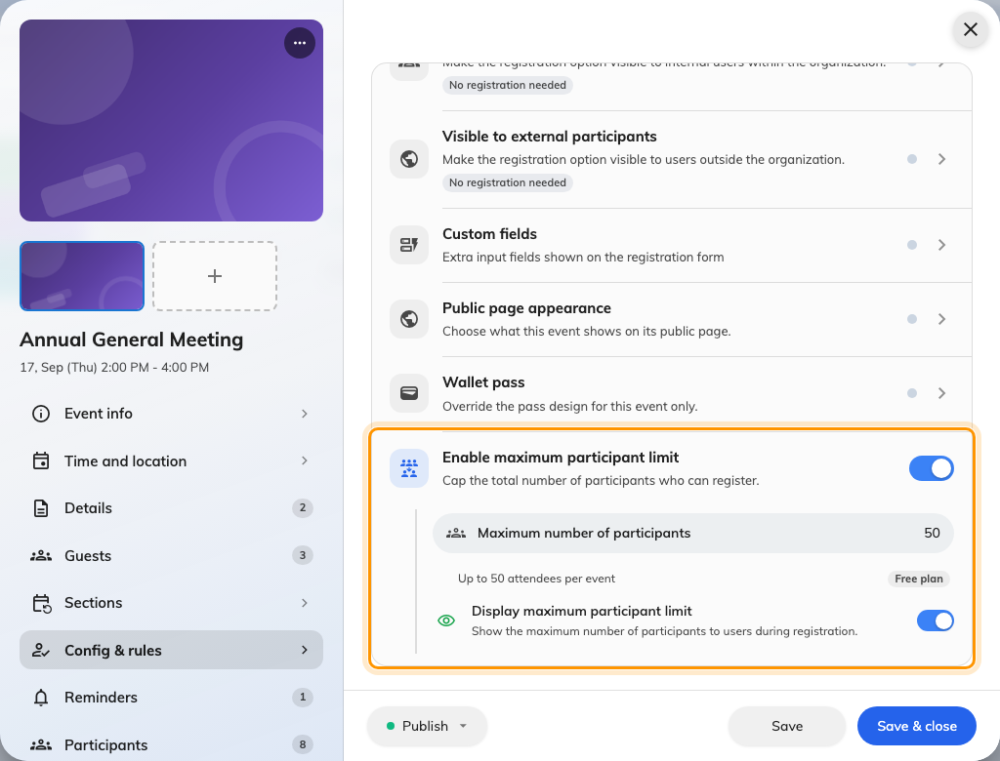 Annual General Meeting
17, Sep (Thu) 2:00 PM - 4:00 PM
Event info
Time and location
Details 2
Guests 3
Sections
Config & rules
Reminders 1
Participants 8
Make the registration option visible to internal users within the organization.
No registration needed
Visible to external participants
Make the registration option visible to users outside the organization.
No registration needed
Custom fields
Extra input fields shown on the registration form
Public page appearance
Choose what this event shows on its public page.
Wallet pass
Override the pass design for this event only.
Enable maximum participant limit
Cap the total number of participants who can register.
Maximum number of participants 50
Up to 50 attendees per event Free plan
Display maximum participant limit
Show the maximum number of participants to users during registration.
Publish Save Save & close